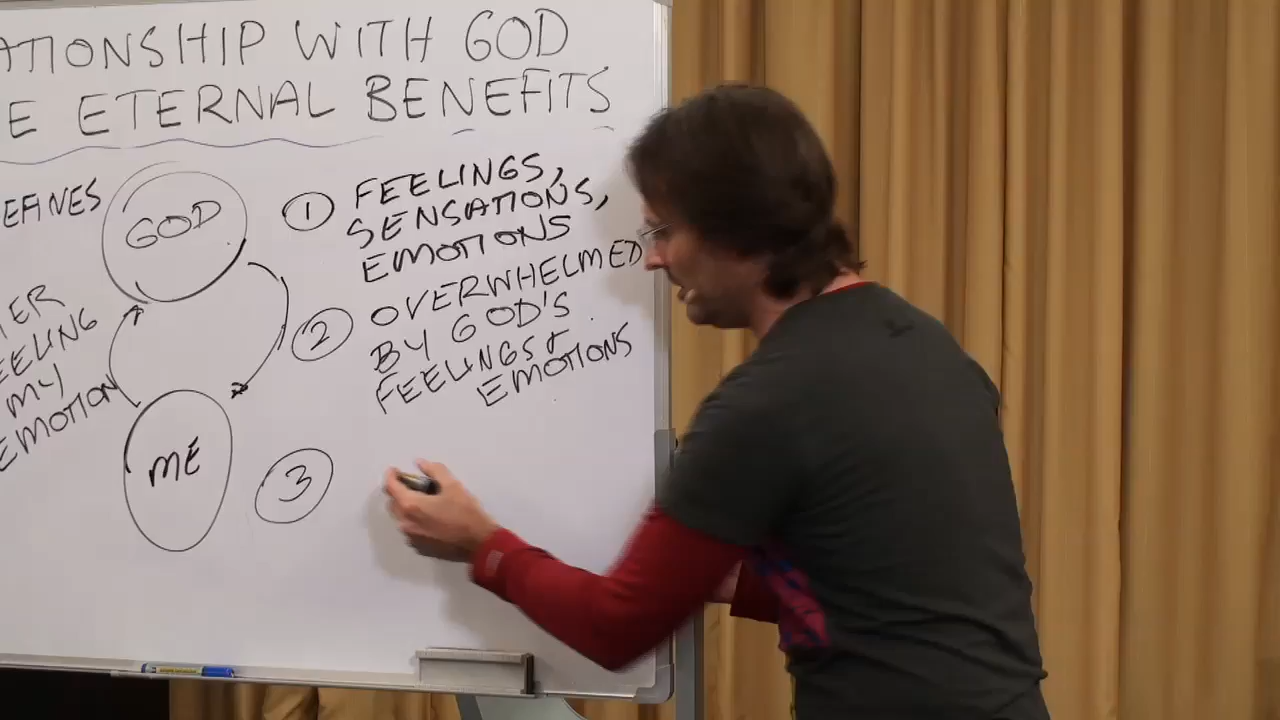 ATIONSHIP WITH GOD
E ETERNAL BENEFITS
EFINES
GOD
① FEELINGS,
SENSATIONS,
EMOTIONS
② OVERWHELMED
BY GOD'S
FEELINGS &
EMOTIONS
TER
EELING
MY
EMOTION
ME
③